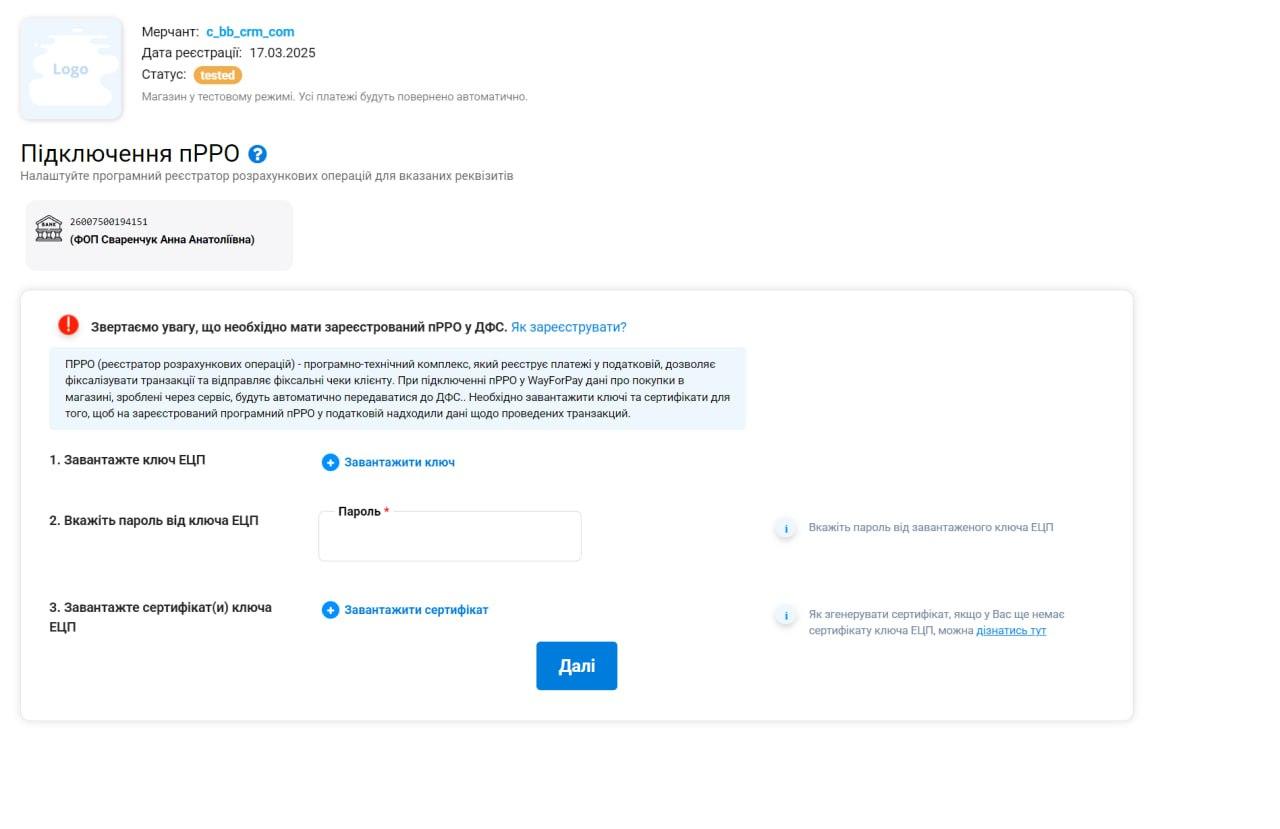 Logo
Мерчант: c_bb_crm_com
Дата реєстрації: 17.03.2025
Статус: tested
Магазин у тестовому режимі. Усі платежі будуть повернено автоматично.
Підключення пРРО ?
Налаштуйте програмний реєстратор розрахункових операцій для вказаних реквізитів
BANK
26007500194151
(ФОП Сваренчук Анна Анатоліївна)
Звертаємо увагу, що необхідно мати зареєстрований пРРО у ДФС. Як зареєструвати?
ПРРО (реєстратор розрахункових операцій) - програмно-технічний комплекс, який реєструє платежі у податковій, дозволяє
фіксалізувати транзакції та відправляє фіксальні чеки клієнту. При підключенні пРРО у WayForPay дані про покупки в
магазині, зроблені через сервіс, будуть автоматично передаватися до ДФС.. Необхідно завантажити ключі та сертифікати для
того, щоб на зареєстрований програмний пРРО у податковій надходили дані щодо проведених транзакций.
1. Завантажте ключ ЕЦП
Завантажити ключ
2. Вкажіть пароль від ключа ЕЦП
Пароль *
Вкажіть пароль від завантаженого ключа ЕЦП
3. Завантажте сертифікат(и) ключа
ЕЦП
Завантажити сертифікат
Як згенерувати сертифікат, якщо у Вас ще немає
сертифікату ключа ЕЦП, можна дізнатись тут
Далі